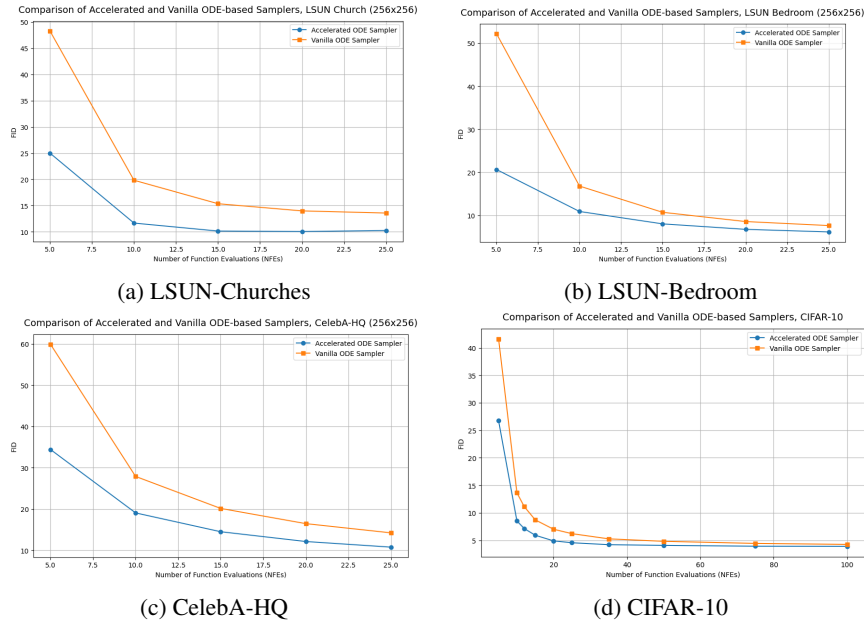 Comparison of Accelerated and Vanilla ODE-based Samplers, LSUN Church (256x256)
50
45
40
35
30
25
20
15
10
FID
Accelerated ODE Sampler
Vanilla ODE Sampler
5.0 7.5 10.0 12.5 15.0 17.5 20.0 22.5 25.0
Number of Function Evaluations (NFEs)
(a) LSUN-Churches
Comparison of Accelerated and Vanilla ODE-based Samplers, LSUN Bedroom (256x256)
50
40
30
20
10
FID
Accelerated ODE Sampler
Vanilla ODE Sampler
5.0 7.5 10.0 12.5 15.0 17.5 20.0 22.5 25.0
Number of Function Evaluations (NFEs)
(b) LSUN-Bedroom
Comparison of Accelerated and Vanilla ODE-based Samplers, CelebA-HQ (256x256)
60
50
40
30
20
10
FID
Accelerated ODE Sampler
Vanilla ODE Sampler
5.0 7.5 10.0 12.5 15.0 17.5 20.0 22.5 25.0
Number of Function Evaluations (NFEs)
(c) CelebA-HQ
Comparison of Accelerated and Vanilla ODE-based Samplers, CIFAR-10
40
35
30
25
20
15
10
5
FID
Accelerated ODE Sampler
Vanilla ODE Sampler
20 40 60 80 100
Number of Function Evaluations (NFEs)
(d) CIFAR-10